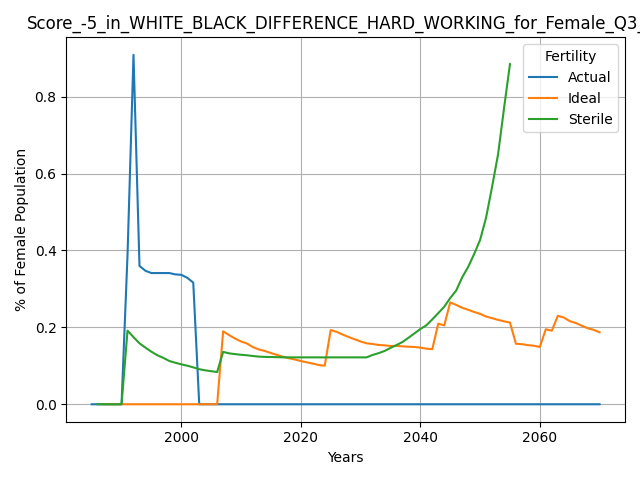 Score_-5_in_WHITE_BLACK_DIFFERENCE_HARD_WORKING_for_Female_Q3_
Fertility
Actual
Ideal
Sterile
% of Female Population
0.8
0.6
0.4
0.2
0.0
2000
2020
2040
2060
Years